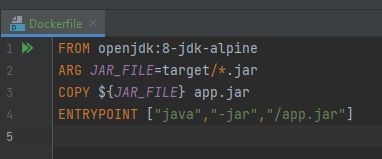 Dockerfile
1 FROM openjdk:8-jdk-alpine
2 ARG JAR_FILE=target/*.jar
3 COPY ${JAR_FILE} app.jar
4 ENTRYPOINT ["java","-jar","/app.jar"]
5